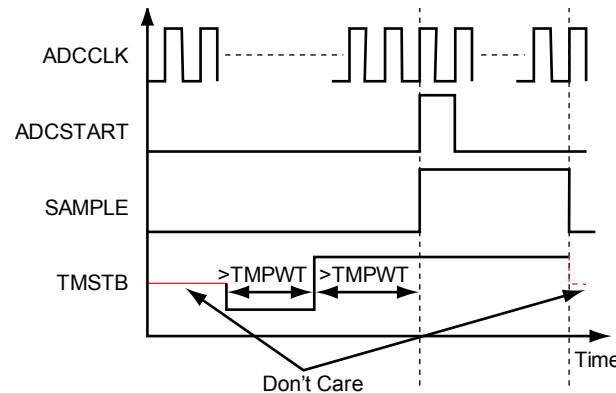 ADCCLK
ADCSTART
SAMPLE
TMSTB
>TMPWT >TMPWT
Time
Don't Care